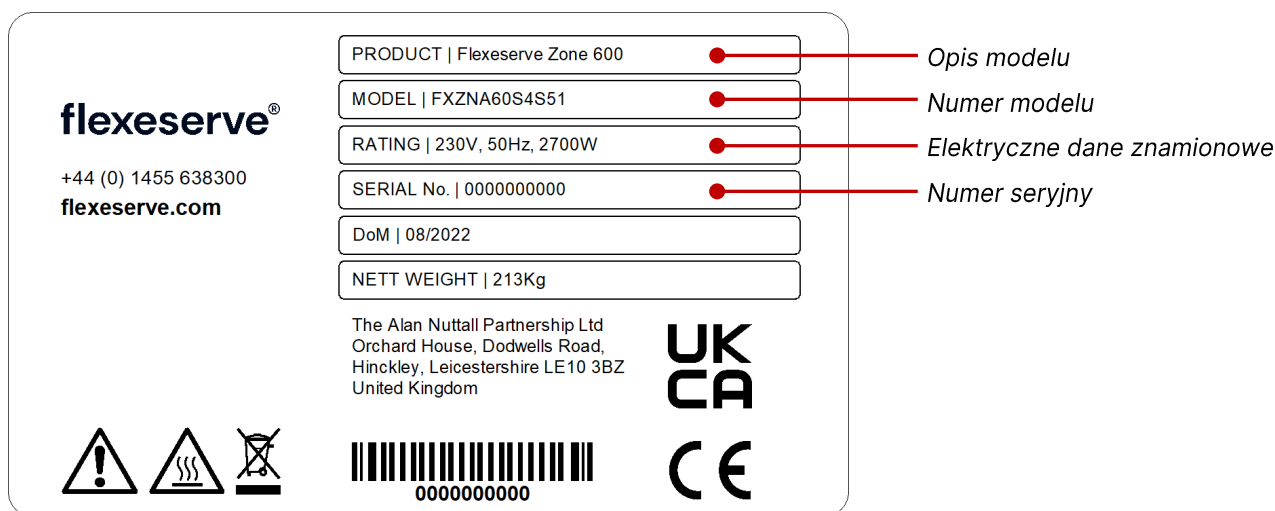 flexeserve®
+44 (0) 1455 638300
flexeserve.com
PRODUCT | Flexeserve Zone 600
Opis modelu
MODEL | FXZNA60S4S51
Numer modelu
RATING | 230V, 50Hz, 2700W
Elektryczne dane znamionowe
SERIAL No. | 0000000000
Numer seryjny
DoM | 08/2022
NETT WEIGHT | 213Kg
The Alan Nuttall Partnership Ltd
Orchard House, Dodwells Road,
Hinckley, Leicestershire LE10 3BZ
United Kingdom
UK
CA
0000000000
CE